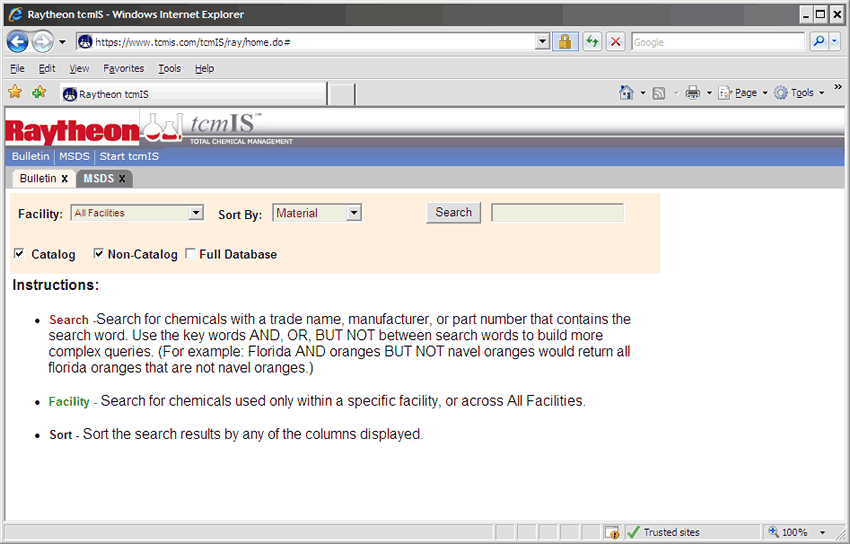 Raytheon tcmIS - Windows Internet Explorer
https://www.tcmis.com/tcmIS/ray/home.do#
Google
File Edit View Favorites Tools Help
Raytheon tcmIS
Page Tools
Raytheon tcmIS™
TOTAL CHEMICAL MANAGEMENT
Bulletin MSDS Start tcmIS
Bulletin x MSDS x
Facility: All Facilities Sort By: Material Search
Catalog Non-Catalog Full Database
Instructions:
• Search -Search for chemicals with a trade name, manufacturer, or part number that contains the
search word. Use the key words AND, OR, BUT NOT between search words to build more
complex queries. (For example: Florida AND oranges BUT NOT navel oranges would return all
florida oranges that are not navel oranges.)
• Facility - Search for chemicals used only within a specific facility, or across All Facilities.
• Sort - Sort the search results by any of the columns displayed.
Trusted sites 100%